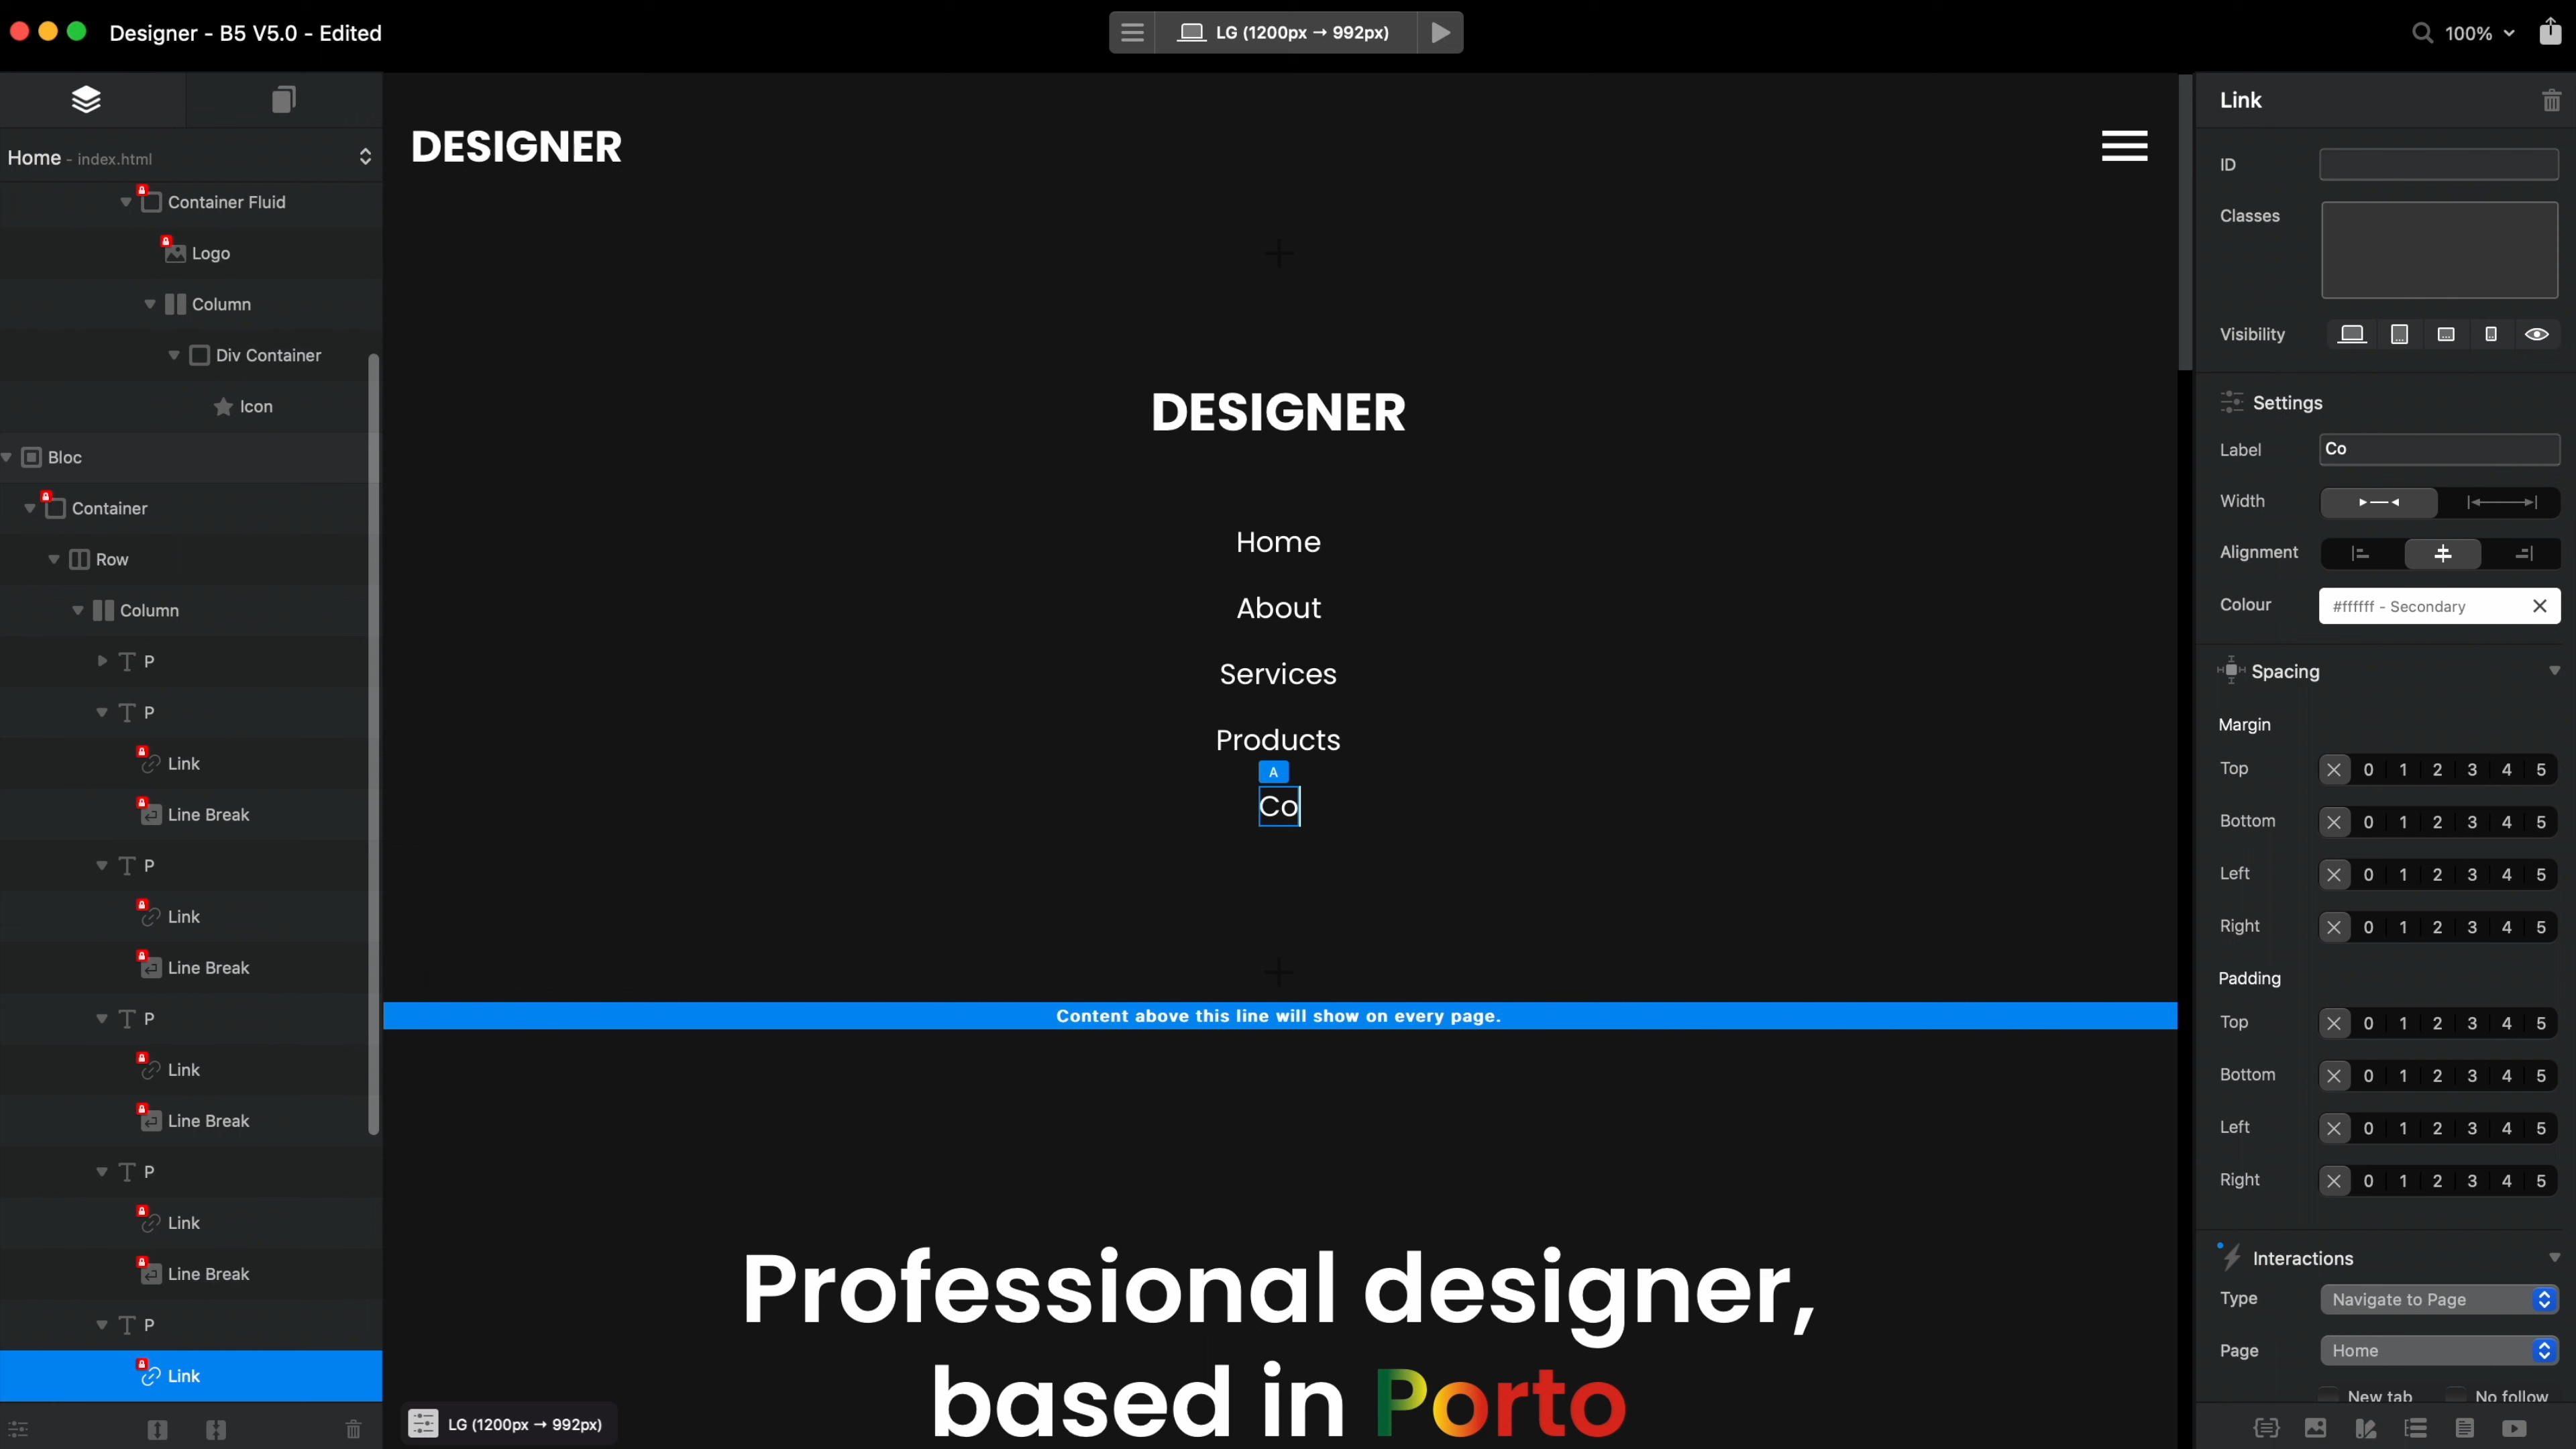 Designer - B5 V5.0 - Edited
LG (1200px → 992px)
100%
Home - index.html
Container Fluid
Logo
Column
Div Container
Icon
Bloc
Container
Row
Column
P
P
Link
Line Break
P
Link
Line Break
P
Link
Line Break
P
Link
Line Break
P
Link
DESIGNER
DESIGNER
Home
About
Services
Products
A
Co
Content above this line will show on every page.
Professional designer,
based in Porto
LG (1200px → 992px)
Link
ID
Classes
Visibility
Settings
Label Co
Width
Alignment
Colour #ffffff - Secondary
Spacing
Margin
Top 0 1 2 3 4 5
Bottom 0 1 2 3 4 5
Left 0 1 2 3 4 5
Right 0 1 2 3 4 5
Padding
Top 0 1 2 3 4 5
Bottom 0 1 2 3 4 5
Left 0 1 2 3 4 5
Right 0 1 2 3 4 5
Interactions
Type Navigate to Page
Page Home
New tab No follow